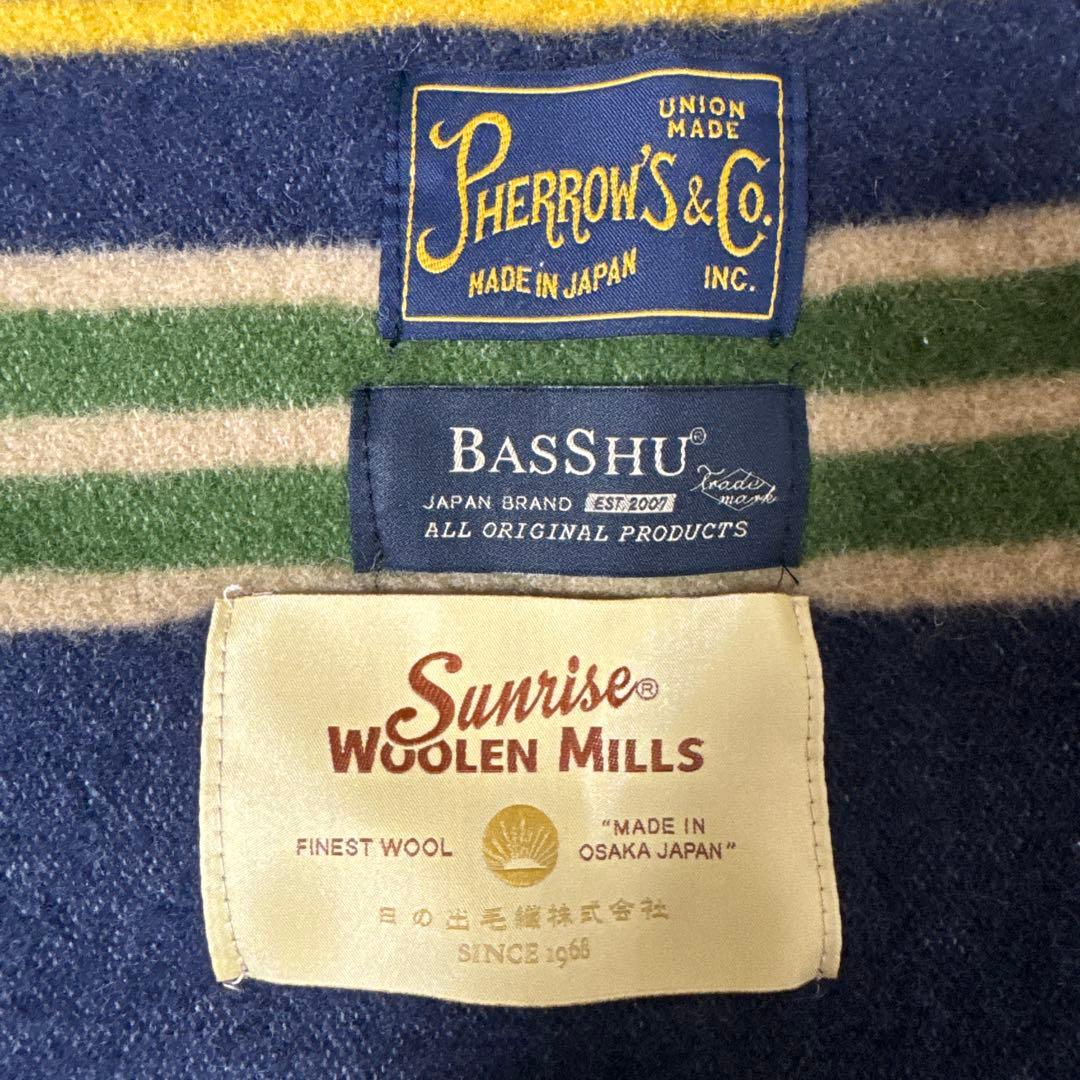 UNION
MADE
PHERROW'S & CO.
MADE IN JAPAN
INC.
BASSHU®
Trade
mark
JAPAN BRAND EST 2007
ALL ORIGINAL PRODUCTS
Sunrise®
WOOLEN MILLS
FINEST WOOL
"MADE IN
OSAKA JAPAN"
日の出毛織株式会社
SINCE 1968